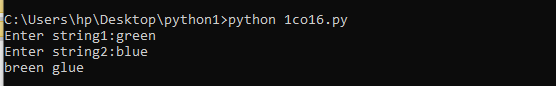 C:\Users\hp\Desktop\python1>python 1co16.py
Enter string1:green
Enter string2:blue
breen glue